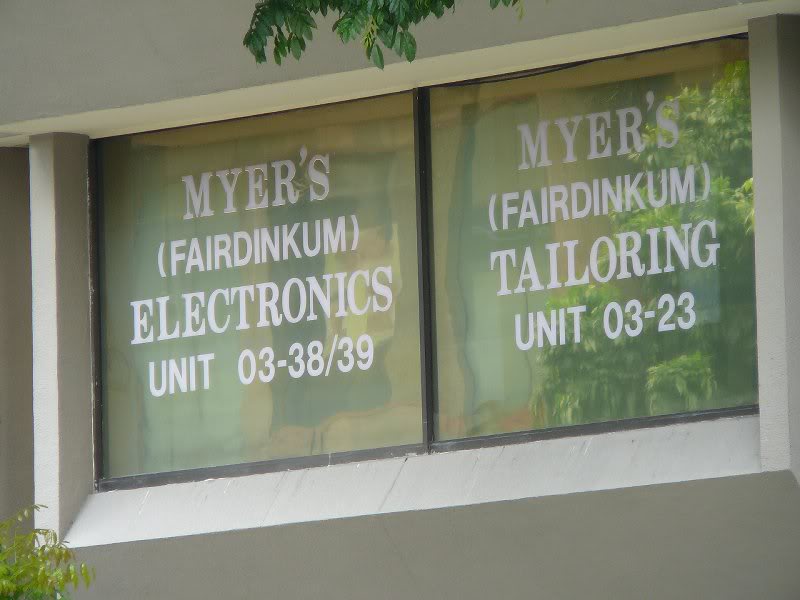 MYER'S
(FAIRDINKUM)
ELECTRONICS
UNIT 03-38/39
MYER'S
(FAIRDINKUM)
TAILORING
UNIT 03-23